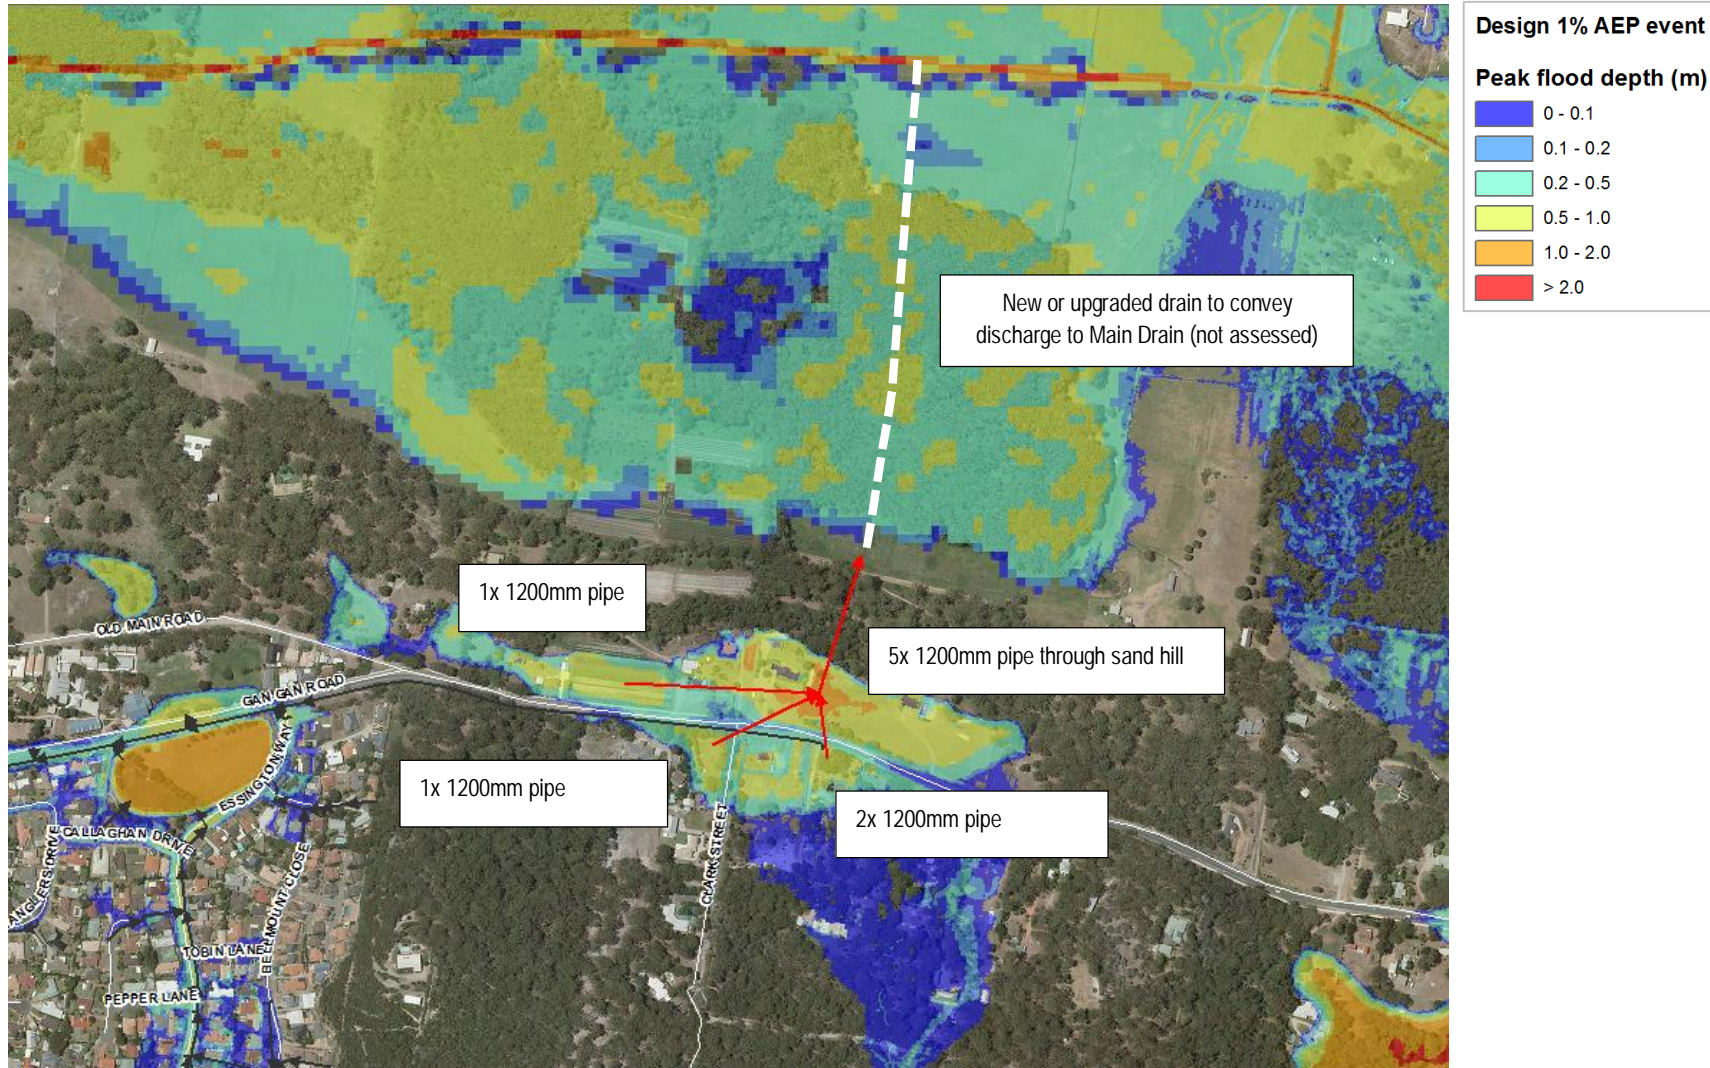 Design 1% AEP event
Peak flood depth (m)
0 - 0.1
0.1 - 0.2
0.2 - 0.5
0.5 - 1.0
1.0 - 2.0
> 2.0
New or upgraded drain to convey
discharge to Main Drain (not assessed)
1x 1200mm pipe
OLD MAIN ROAD
5x 1200mm pipe through sand hill
GAN GAN ROAD
1x 1200mm pipe
ESSINGTON WAY
2x 1200mm pipe
CALLAGHAN DRIVE
CLARK STREET
ANGLERS DRIVE
BELLMOUNT CLOSE
TOBIN LANE
PEPPER LANE